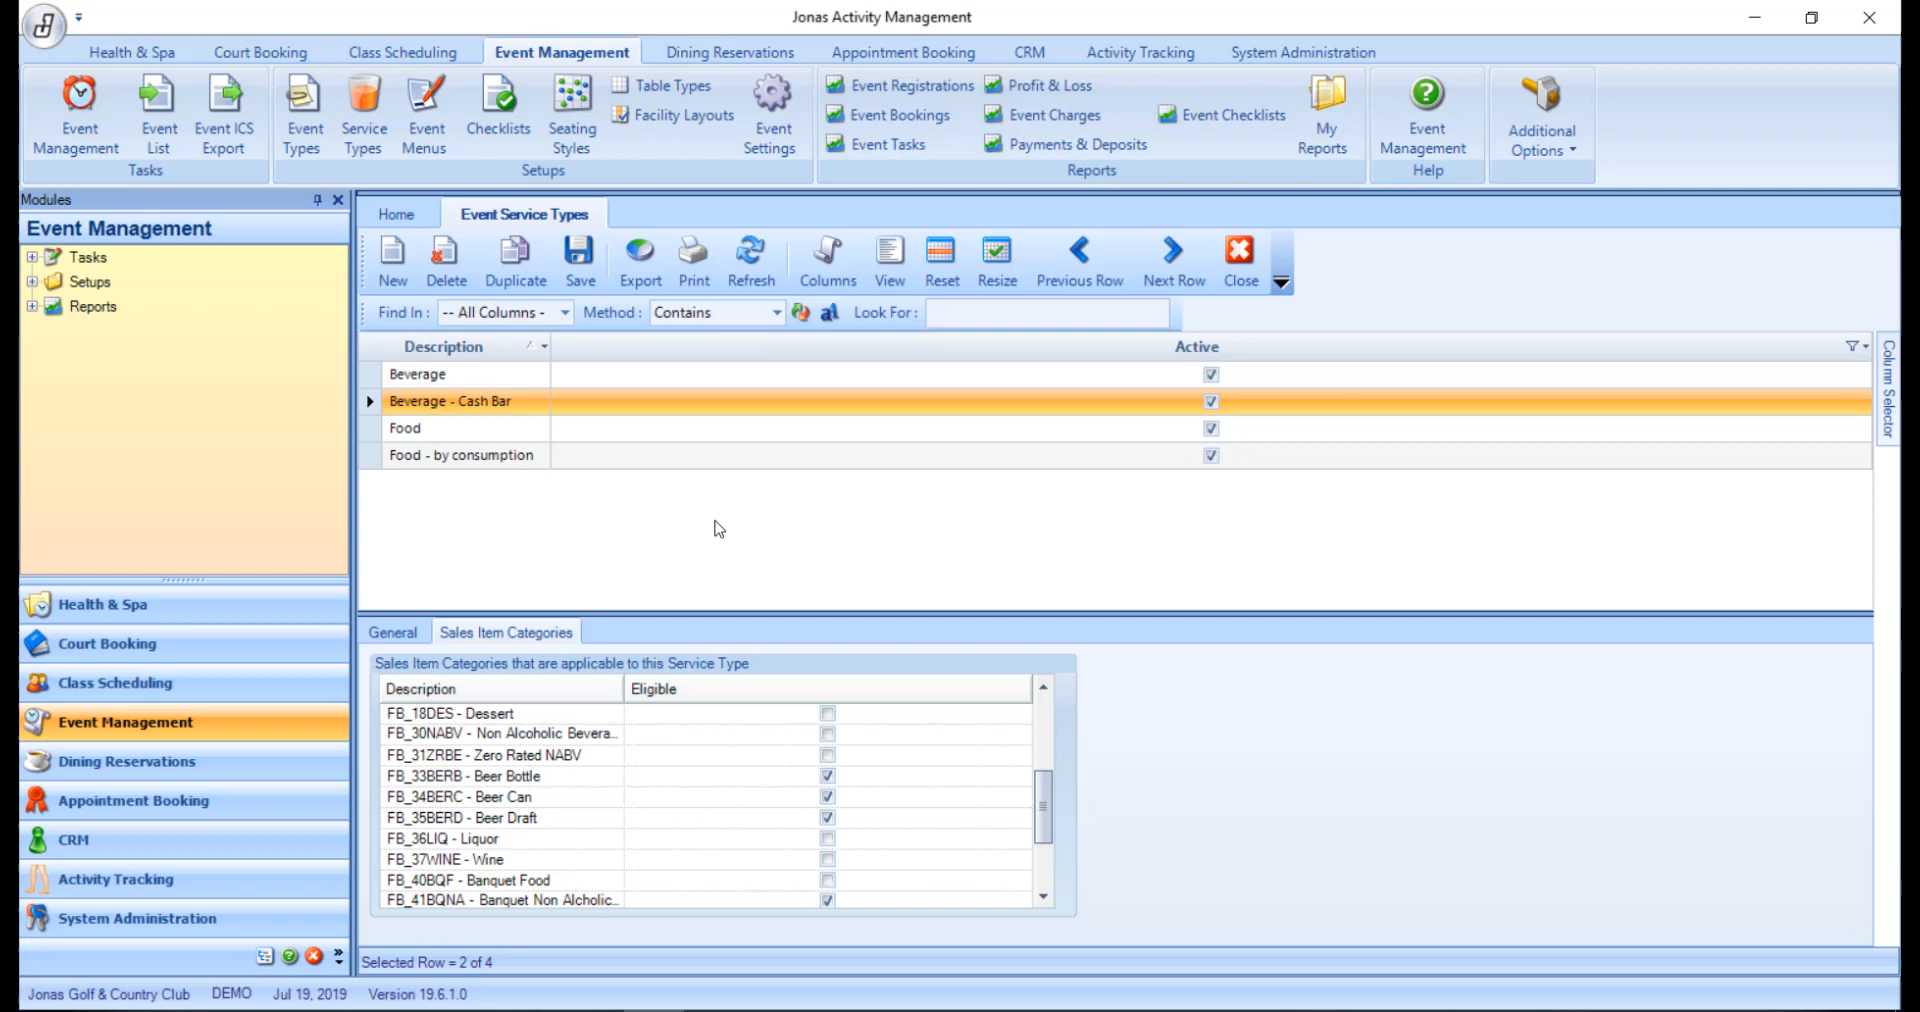 Jonas Activity Management
Health & Spa Court Booking Class Scheduling Event Management Dining Reservations Appointment Booking CRM Activity Tracking System Administration
Event Management
Event List
Event ICS Export
Tasks
Event Types
Service Types
Event Menus
Checklists
Seating Styles
Table Types
Facility Layouts
Event Settings
Setups
Event Registrations
Event Bookings
Event Tasks
Profit & Loss
Event Charges
Payments & Deposits
Event Checklists
My Reports
Reports
Event Management
Help
Additional Options
Modules
Event Management
Tasks
Setups
Reports
Health & Spa
Court Booking
Class Scheduling
Event Management
Dining Reservations
Appointment Booking
CRM
Activity Tracking
System Administration
Home Event Service Types
New Delete Duplicate Save Export Print Refresh Columns View Reset Resize Previous Row Next Row Close
Find In : -- All Columns - Method : Contains Look For :
Description Active
Beverage
Beverage - Cash Bar
Food
Food - by consumption
Column Selector
General Sales Item Categories
Sales Item Categories that are applicable to this Service Type
Description Eligible
FB_18DES - Dessert
FB_30NABV - Non Alcoholic Bevera...
FB_31ZRBE - Zero Rated NABV
FB_33BERB - Beer Bottle
FB_34BERC - Beer Can
FB_35BERD - Beer Draft
FB_36LIQ - Liquor
FB_37WINE - Wine
FB_40BQF - Banquet Food
FB_41BQNA - Banquet Non Alcholic...
Selected Row = 2 of 4
Jonas Golf & Country Club DEMO Jul 19, 2019 Version 19.6.1.0